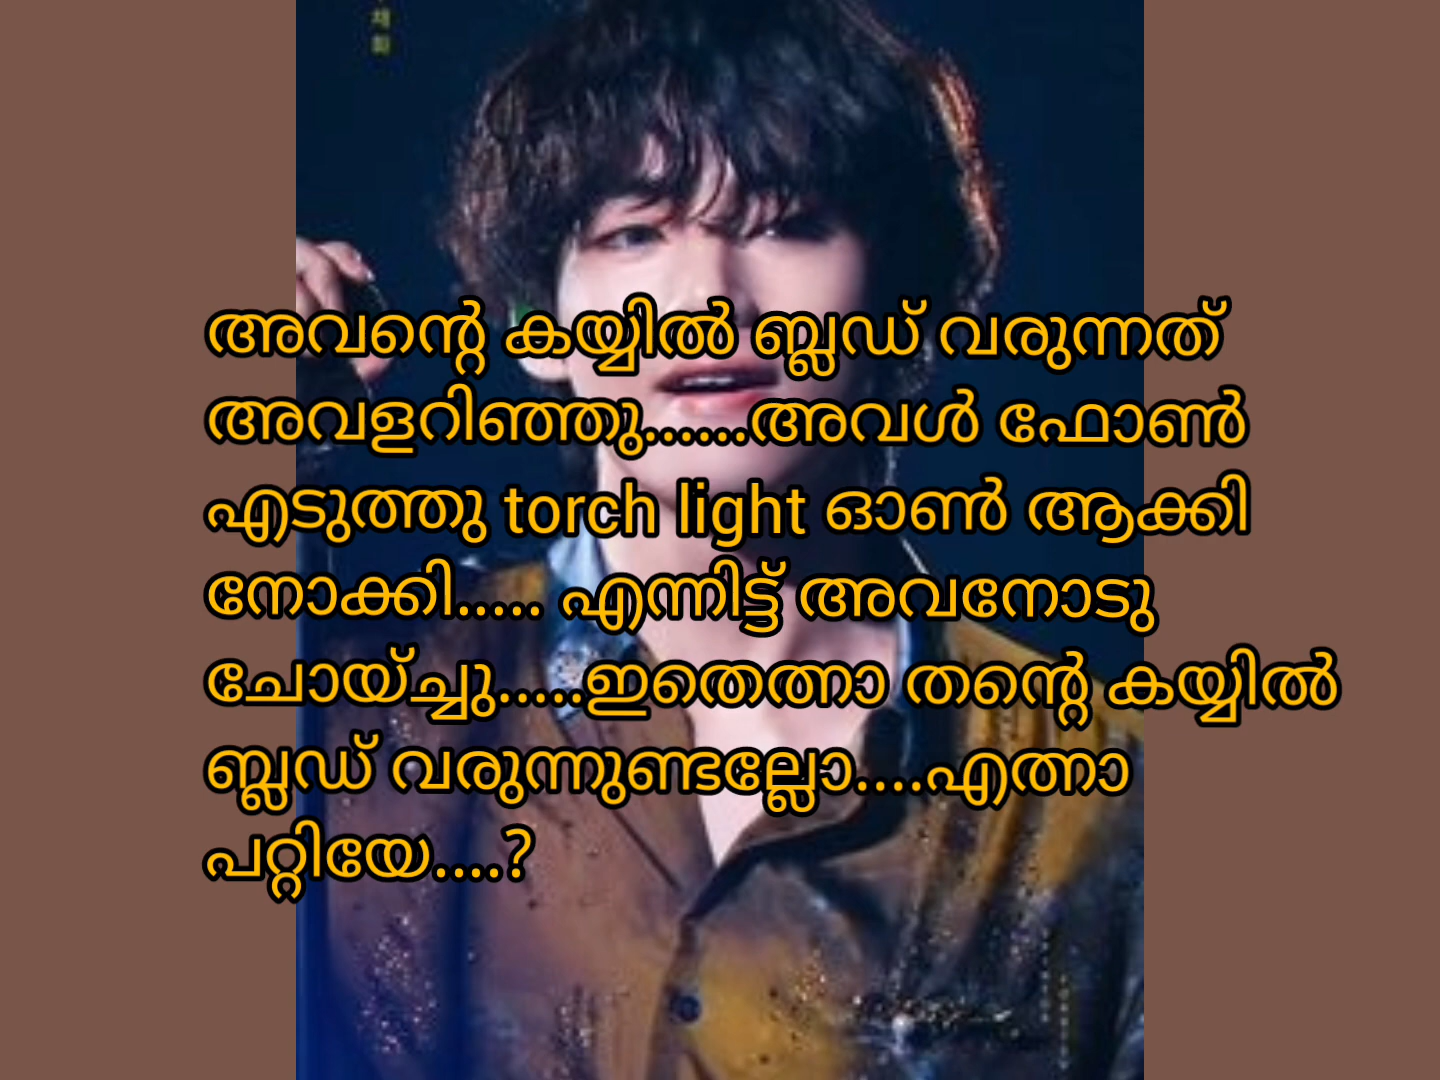 അവന്റെ കയ്യിൽ ബ്ലഡ് വരുന്നത്
അവളറിഞ്ഞു......അവൾ ഫോൺ
എടുത്തു torch light ഓൺ ആക്കി
നോക്കി..... എന്നിട്ട് അവനോടു
ചോയ്ച്ചു.....ഇതെത്നാ തന്റെ കയ്യിൽ
ബ്ലഡ് വരുന്നുണ്ടല്ലോ....എത്നാ
പറ്റിയേ....?